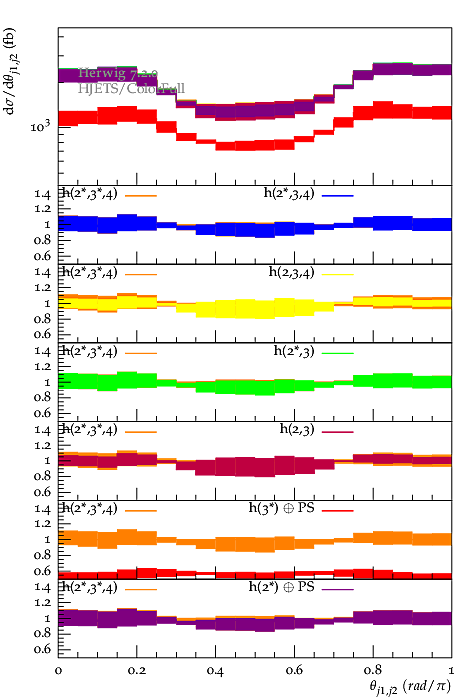 dσ/dθj1,j2 (fb)
Herwig 7.2.0
HJETS/ColorFull
10³
h(2*,3*,4) h(2*,3,4)
1.4
1.2
1
0.8
0.6
h(2*,3*,4) h(2,3,4)
1.4
1.2
1
0.8
0.6
h(2*,3*,4) h(2*,3)
1.4
1.2
1
0.8
0.6
h(2*,3*,4) h(2,3)
1.4
1.2
1
0.8
0.6
h(2*,3*,4) h(3*) ⊕ PS
1.4
1.2
1
0.8
0.6
h(2*,3*,4) h(2*) ⊕ PS
1.4
1.2
1
0.8
0.6
0 0.2 0.4 0.6 0.8 1
θj1,j2 (rad/π)